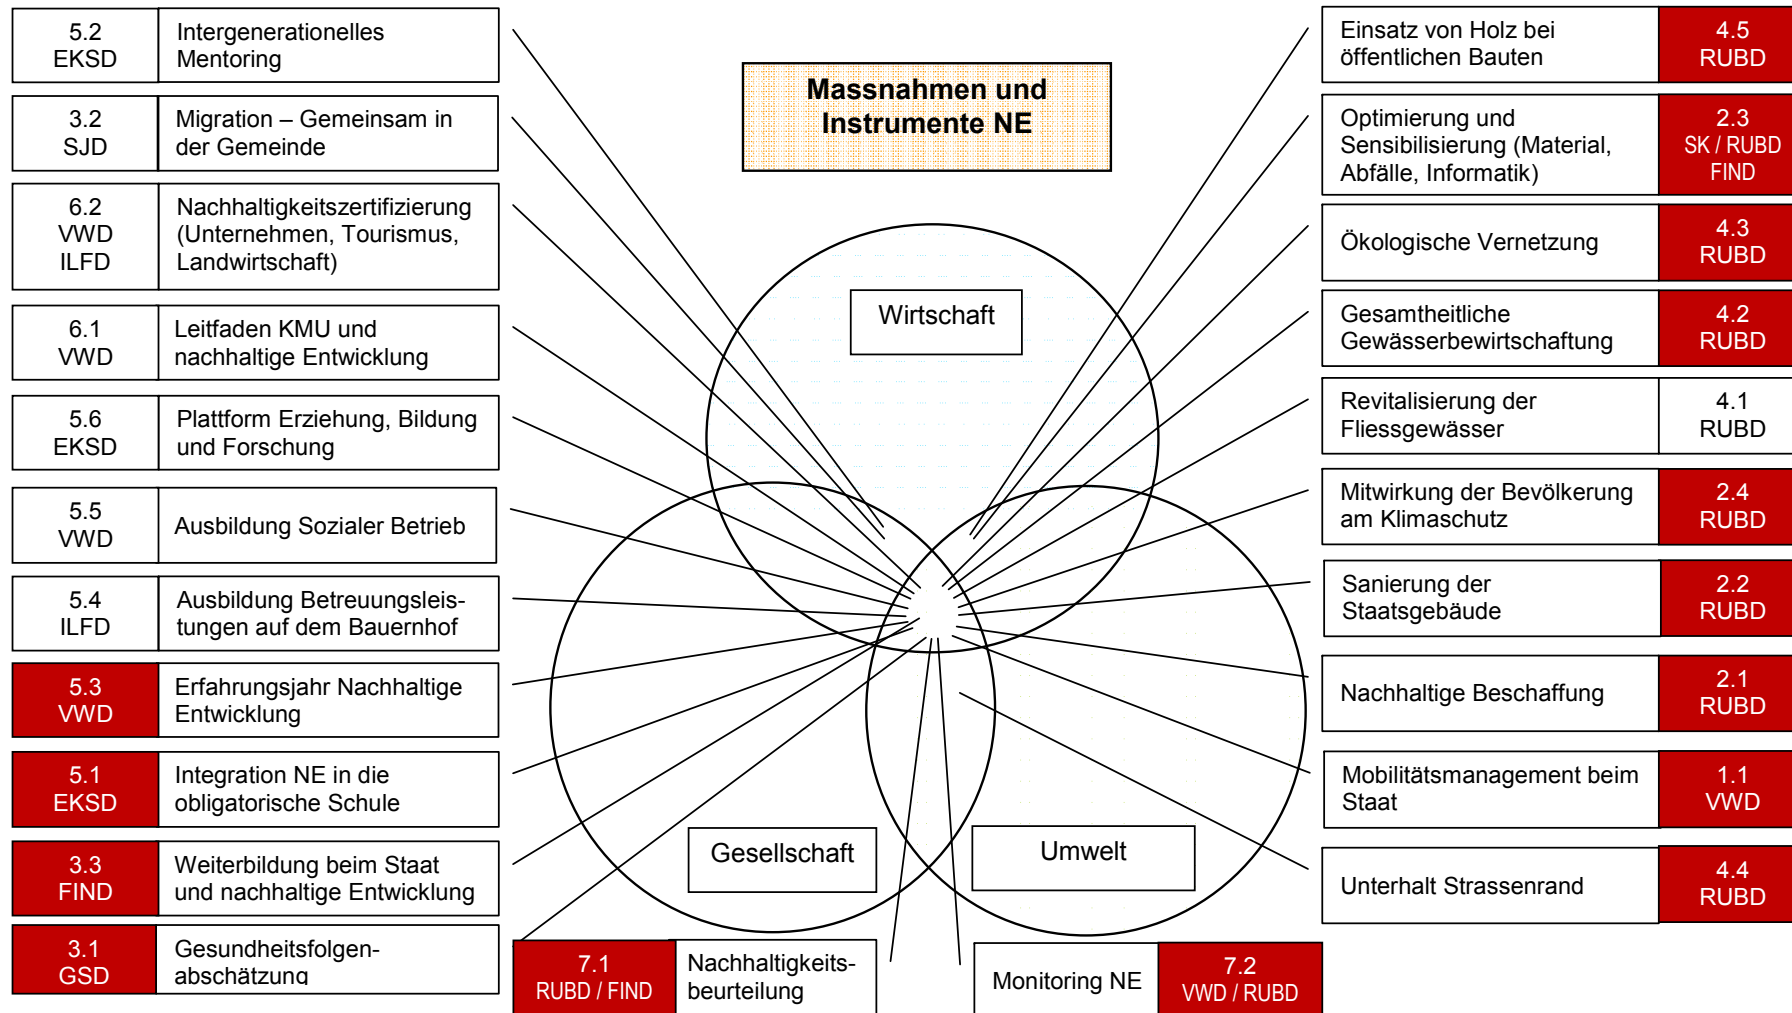 5.2
EKSD
Intergenerationelles
Mentoring
3.2
SJD
Migration – Gemeinsam in
der Gemeinde
6.2
VWD
ILFD
Nachhaltigkeitszertifizierung
(Unternehmen, Tourismus,
Landwirtschaft)
6.1
VWD
Leitfaden KMU und
nachhaltige Entwicklung
5.6
EKSD
Plattform Erziehung, Bildung
und Forschung
5.5
VWD
Ausbildung Sozialer Betrieb
5.4
ILFD
Ausbildung Betreuungsleis-
tungen auf dem Bauernhof
5.3
VWD
Erfahrungsjahr Nachhaltige
Entwicklung
5.1
EKSD
Integration NE in die
obligatorische Schule
3.3
FIND
Weiterbildung beim Staat
und nachhaltige Entwicklung
3.1
GSD
Gesundheitsfolgen-
abschätzung
Massnahmen und
Instrumente NE
Wirtschaft
Gesellschaft
Umwelt
7.1
RUBD / FIND
Nachhaltigkeits-
beurteilung
Monitoring NE
7.2
VWD / RUBD
Einsatz von Holz bei
öffentlichen Bauten
4.5
RUBD
Optimierung und
Sensibilisierung (Material,
Abfälle, Informatik)
2.3
SK / RUBD
FIND
Ökologische Vernetzung
4.3
RUBD
Gesamtheitliche
Gewässerbewirtschaftung
4.2
RUBD
Revitalisierung der
Fliessgewässer
4.1
RUBD
Mitwirkung der Bevölkerung
am Klimaschutz
2.4
RUBD
Sanierung der
Staatsgebäude
2.2
RUBD
Nachhaltige Beschaffung
2.1
RUBD
Mobilitätsmanagement beim
Staat
1.1
VWD
Unterhalt Strassenrand
4.4
RUBD